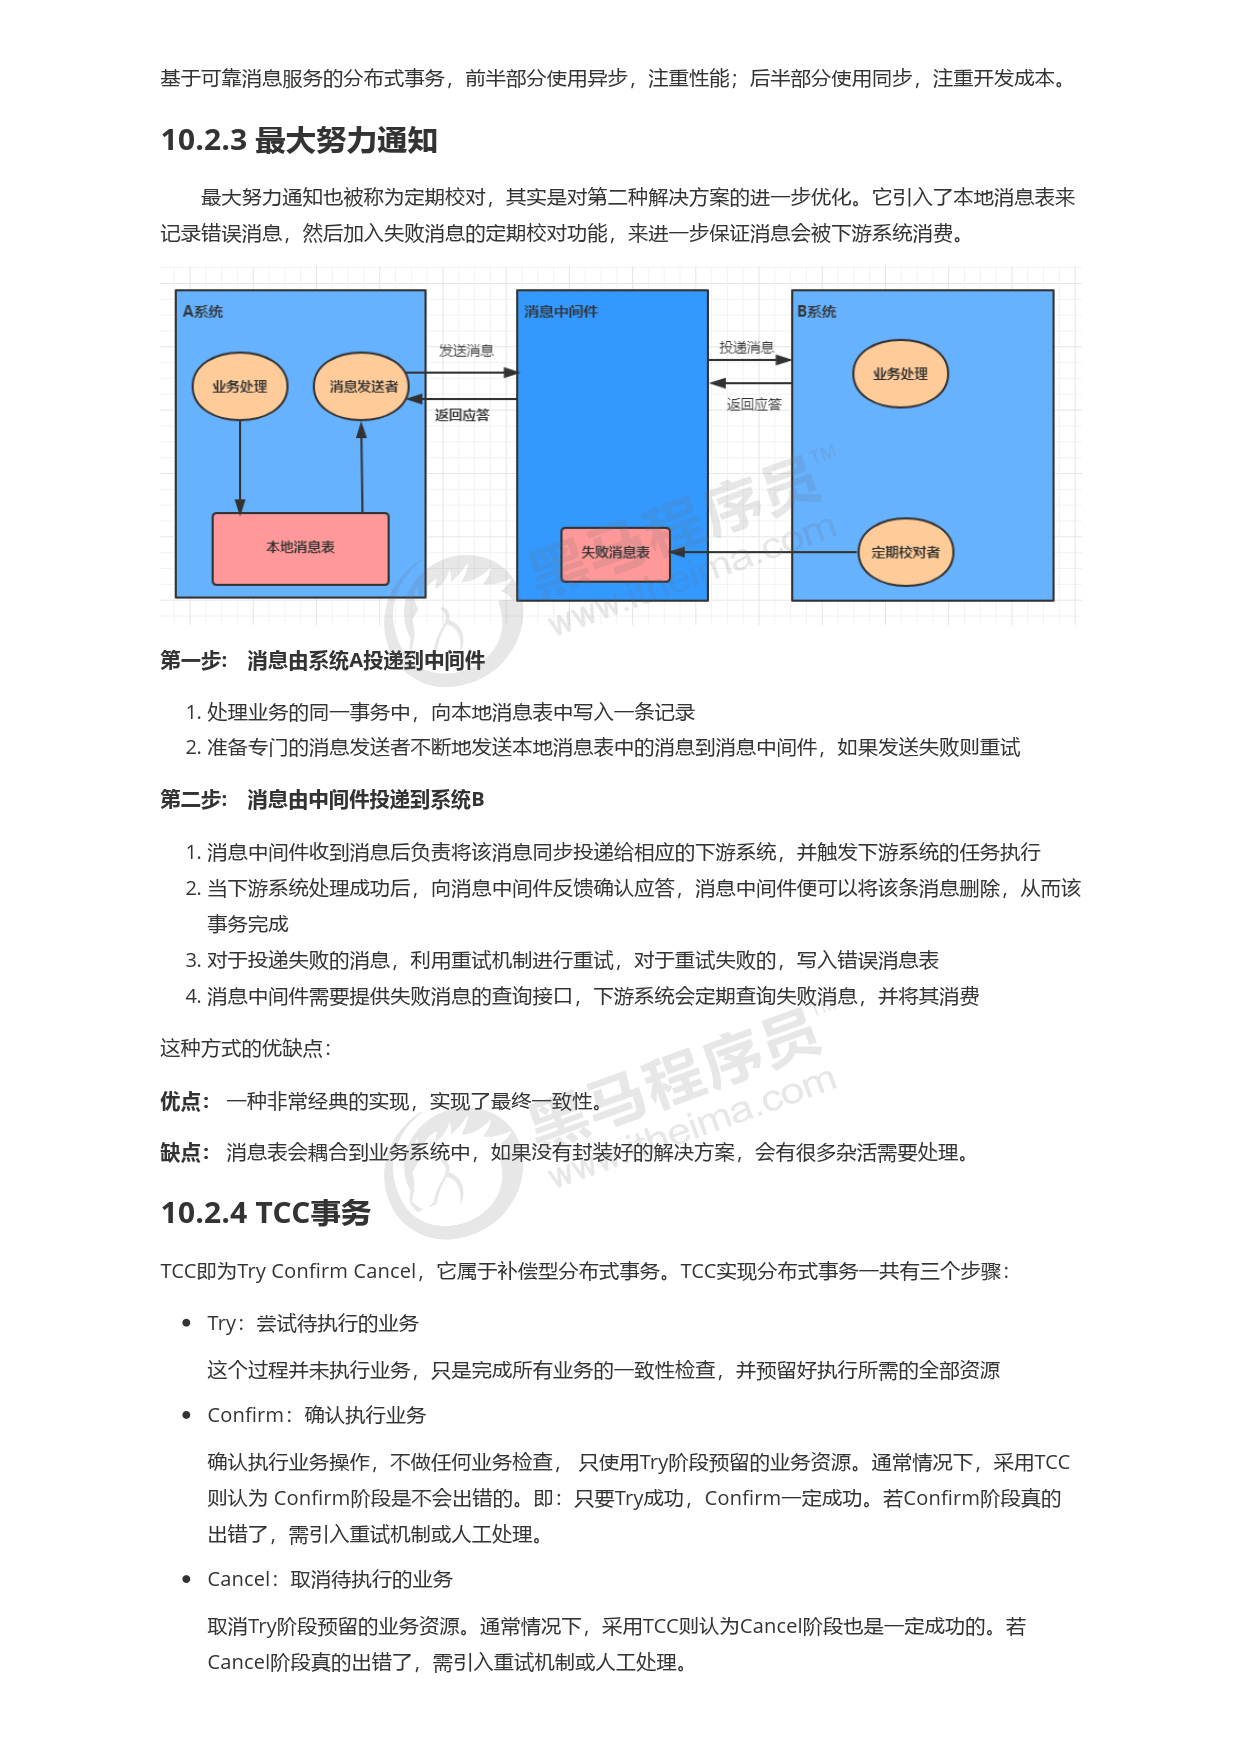 基于可靠消息服务的分布式事务，前半部分使用异步，注重性能；后半部分使用同步，注重开发成本。
10.2.3 最大努力通知
最大努力通知也被称为定期校对，其实是对第二种解决方案的进一步优化。它引入了本地消息表来
记录错误消息，然后加入失败消息的定期校对功能，来进一步保证消息会被下游系统消费。
A系统
消息中间件
B系统
发送消息
投递消息
业务处理
消息发送者
业务处理
返回应答
返回应答
本地消息表
失败消息表
定期校对者
黑马程序员™
www.itheima.com
第一步： 消息由系统A投递到中间件
1. 处理业务的同一事务中，向本地消息表中写入一条记录
2. 准备专门的消息发送者不断地发送本地消息表中的消息到消息中间件，如果发送失败则重试
第二步： 消息由中间件投递到系统B
1. 消息中间件收到消息后负责将该消息同步投递给相应的下游系统，并触发下游系统的任务执行
2. 当下游系统处理成功后，向消息中间件反馈确认应答，消息中间件便可以将该条消息删除，从而该
事务完成
3. 对于投递失败的消息，利用重试机制进行重试，对于重试失败的，写入错误消息表
4. 消息中间件需要提供失败消息的查询接口，下游系统会定期查询失败消息，并将其消费
这种方式的优缺点：
黑马程序员™
www.itheima.com
优点： 一种非常经典的实现，实现了最终一致性。
缺点： 消息表会耦合到业务系统中，如果没有封装好的解决方案，会有很多杂活需要处理。
10.2.4 TCC事务
TCC即为Try Confirm Cancel，它属于补偿型分布式事务。TCC实现分布式事务一共有三个步骤：
• Try：尝试待执行的业务
这个过程并未执行业务，只是完成所有业务的一致性检查，并预留好执行所需的全部资源
• Confirm：确认执行业务
确认执行业务操作，不做任何业务检查， 只使用Try阶段预留的业务资源。通常情况下，采用TCC
则认为 Confirm阶段是不会出错的。即：只要Try成功，Confirm一定成功。若Confirm阶段真的
出错了，需引入重试机制或人工处理。
• Cancel：取消待执行的业务
取消Try阶段预留的业务资源。通常情况下，采用TCC则认为Cancel阶段也是一定成功的。若
Cancel阶段真的出错了，需引入重试机制或人工处理。